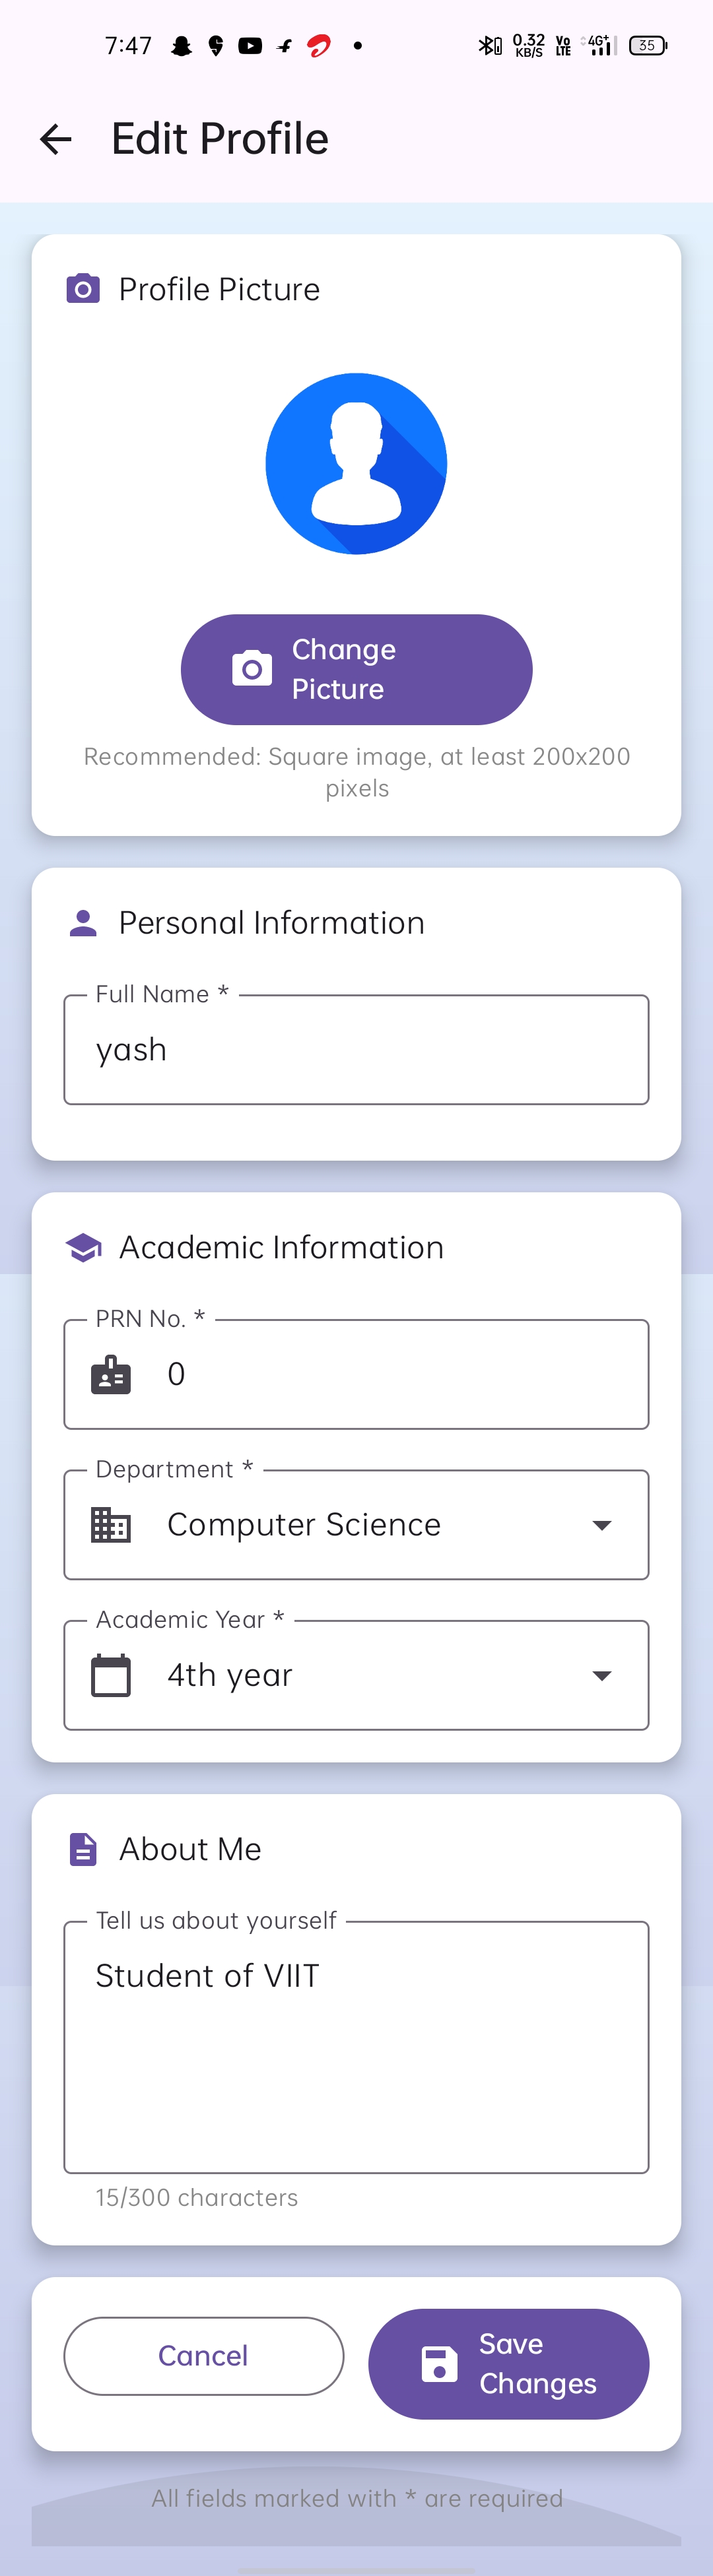 7:47
0.32
KB/S
Vo
LTE
4G+
35
Edit Profile
Profile Picture
Change
Picture
Recommended: Square image, at least 200x200
pixels
Personal Information
Full Name *
yash
Academic Information
PRN No. *
0
Department *
Computer Science
Academic Year *
4th year
About Me
Tell us about yourself
Student of VIIT
15/300 characters
Cancel
Save
Changes
All fields marked with * are required